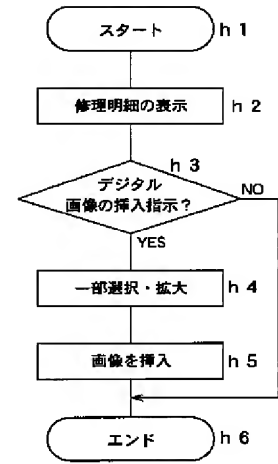 スタート h 1
修理明細の表示 h 2
h 3
デジタル
画像の挿入指示? NO
YES
一部選択・拡大 h 4
画像を挿入 h 5
エンド h 6